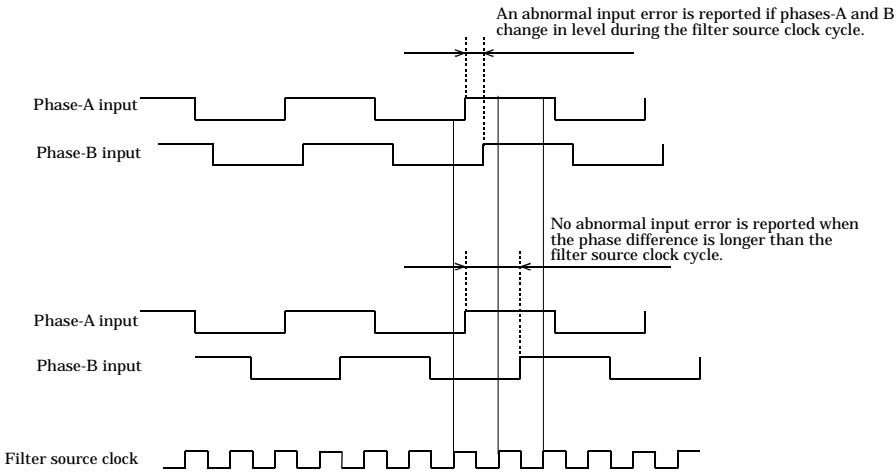 An abnormal input error is reported if phases-A and B
change in level during the filter source clock cycle.
Phase-A input
Phase-B input
No abnormal input error is reported when
the phase difference is longer than the
filter source clock cycle.
Phase-A input
Phase-B input
Filter source clock